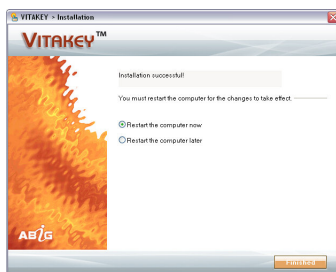 VITAKEY > Installation
VITAKEY™
Installation successful!
You must restart the computer for the changes to take effect.
Restart the computer now
Restart the computer later
ABiG
Finished